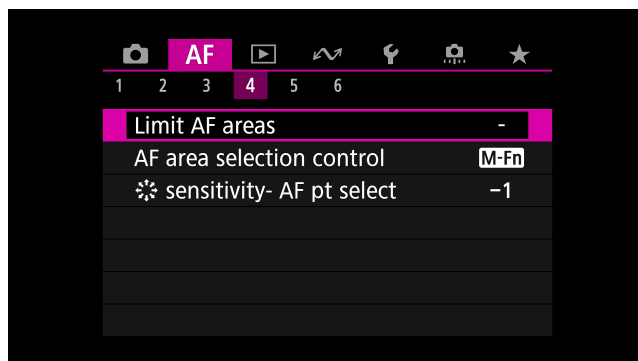 AF
1 2 3 4 5 6
Limit AF areas -
AF area selection control M-Fn
sensitivity- AF pt select −1